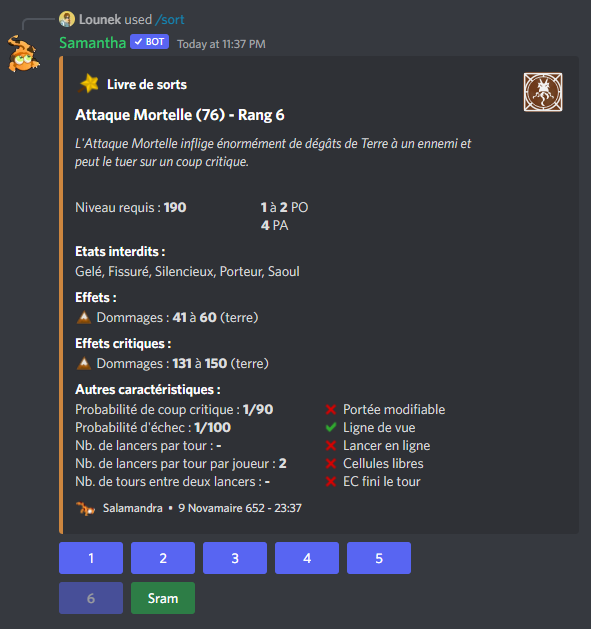 Lounek used /sort
Samantha ✓ BOT Today at 11:37 PM
Livre de sorts
Attaque Mortelle (76) - Rang 6
L'Attaque Mortelle inflige énormément de dégâts de Terre à un ennemi et
peut le tuer sur un coup critique.
Niveau requis : 190 1 à 2 PO
4 PA
Etats interdits :
Gelé, Fissuré, Silencieux, Porteur, Saoul
Effets :
Dommages : 41 à 60 (terre)
Effets critiques :
Dommages : 131 à 150 (terre)
Autres caractéristiques :
Probabilité de coup critique : 1/90 ❌ Portée modifiable
Probabilité d'échec : 1/100 ✔ Ligne de vue
Nb. de lancers par tour : - ❌ Lancer en ligne
Nb. de lancers par tour par joueur : 2 ❌ Cellules libres
Nb. de tours entre deux lancers : - ❌ EC fini le tour
Salamandra • 9 Novamaire 652 - 23:37
1 2 3 4 5
6 Sram